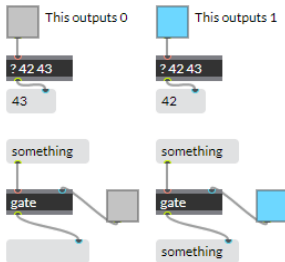 This outputs 0
This outputs 1
? 42 43
? 42 43
43
42
something
something
gate
gate
something